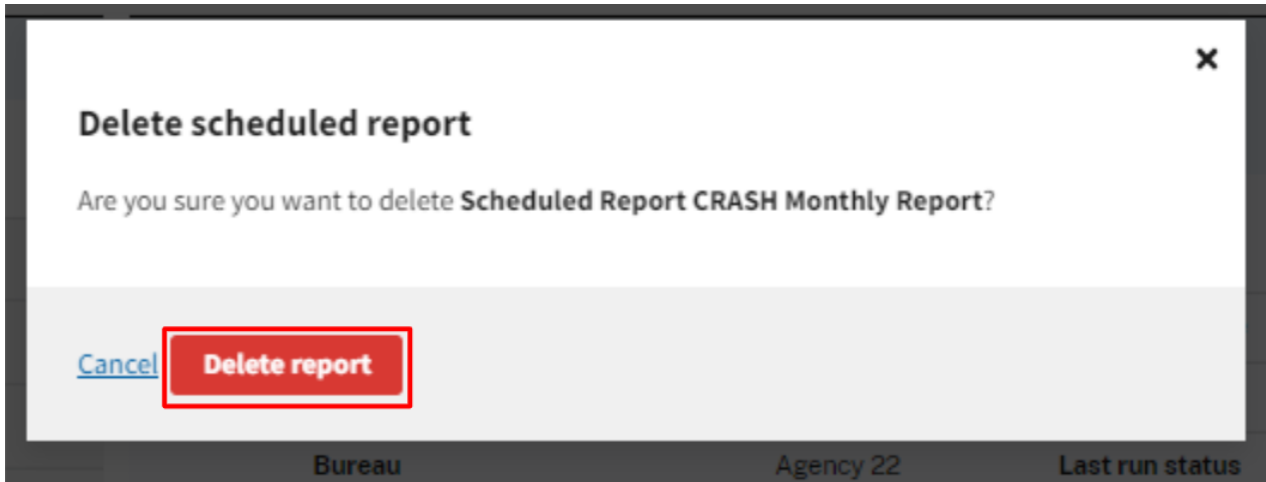 Delete scheduled report
Are you sure you want to delete Scheduled Report CRASH Monthly Report?
Cancel Delete report
Bureau Agency 22 Last run status